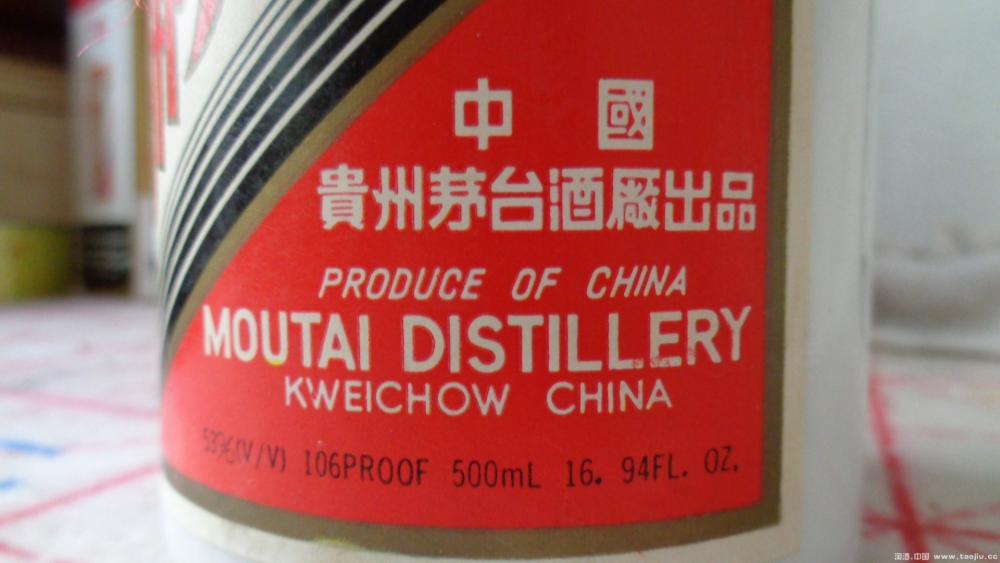 中 國
貴州茅台酒廠出品
PRODUCE OF CHINA
MOUTAI DISTILLERY
KWEICHOW CHINA
53%(V/V) 106PROOF 500mL 16. 94FL. OZ.
淘酒.中国 www.taojiu.cc